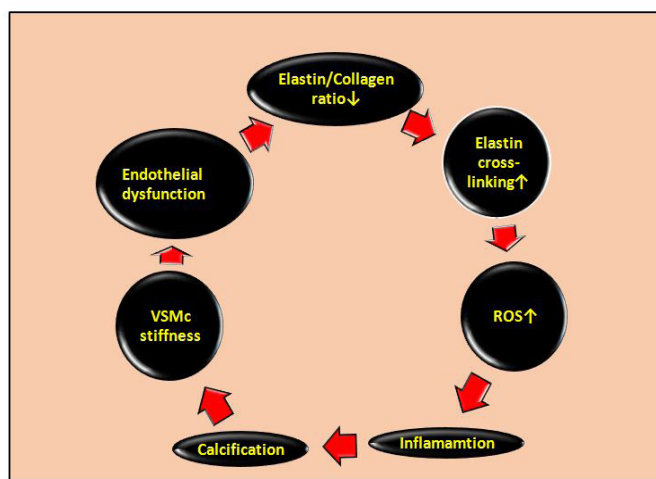 Elastin/Collagen
ratio↓
Elastin
cross-
linking↑
ROS↑
Inflamamtion
Calcification
VSMc
stiffness
Endothelial
dysfunction